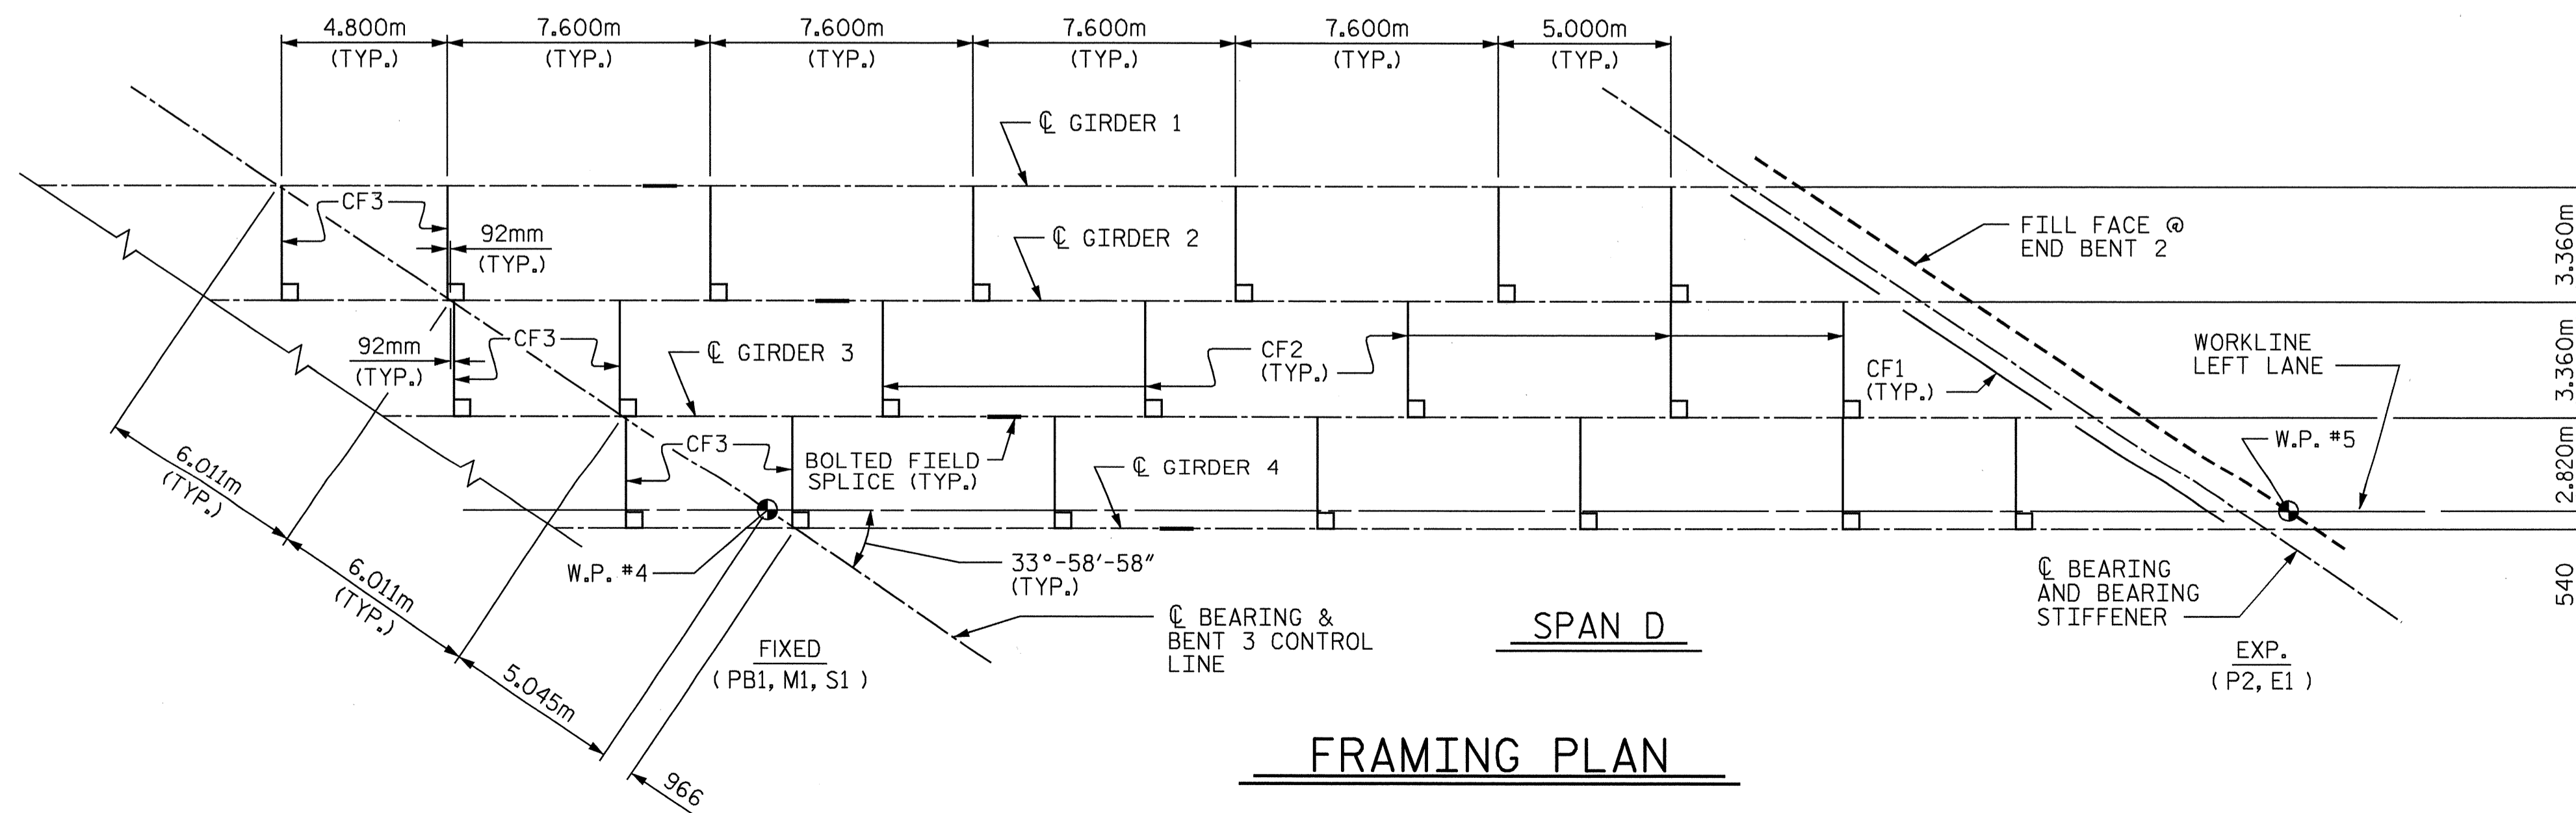 4.800m
(TYP.)
7.600m
(TYP.)
7.600m
(TYP.)
7.600m
(TYP.)
7.600m
(TYP.)
5.000m
(TYP.)
℄ GIRDER 1
CF3
92mm
(TYP.)
℄ GIRDER 2
FILL FACE @
END BENT 2
3.360m
92mm
(TYP.)
CF3
℄ GIRDER 3
CF2
(TYP.)
CF1
(TYP.)
WORKLINE
LEFT LANE
3.360m
6.011m
(TYP.)
CF3
BOLTED FIELD
SPLICE (TYP.)
℄ GIRDER 4
W.P. #5
2.820m
6.011m
(TYP.)
W.P. #4
33°-58'-58"
(TYP.)
℄ BEARING &
BENT 3 CONTROL
LINE
SPAN D
℄ BEARING
AND BEARING
STIFFENER
540
5.045m
966
FIXED
( PB1, M1, S1 )
EXP.
( P2, E1 )
FRAMING PLAN